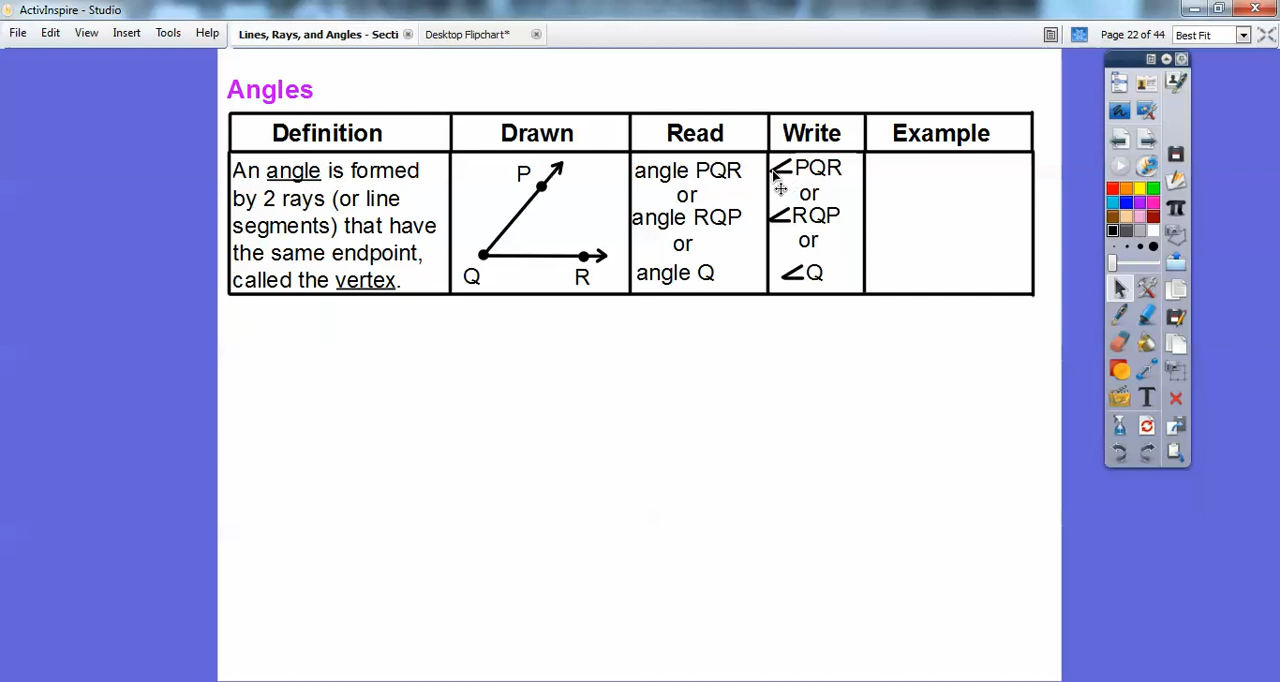 ActivInspire - Studio
File Edit View Insert Tools Help
Lines, Rays, and Angles - Secti
Desktop Flipchart*
Page 22 of 44
Best Fit
Angles
Definition Drawn Read Write Example
An angle is formed
by 2 rays (or line
segments) that have
the same endpoint,
called the vertex.
P
Q
R
angle PQR
or
angle RQP
or
angle Q
∠PQR
or
∠RQP
or
∠Q